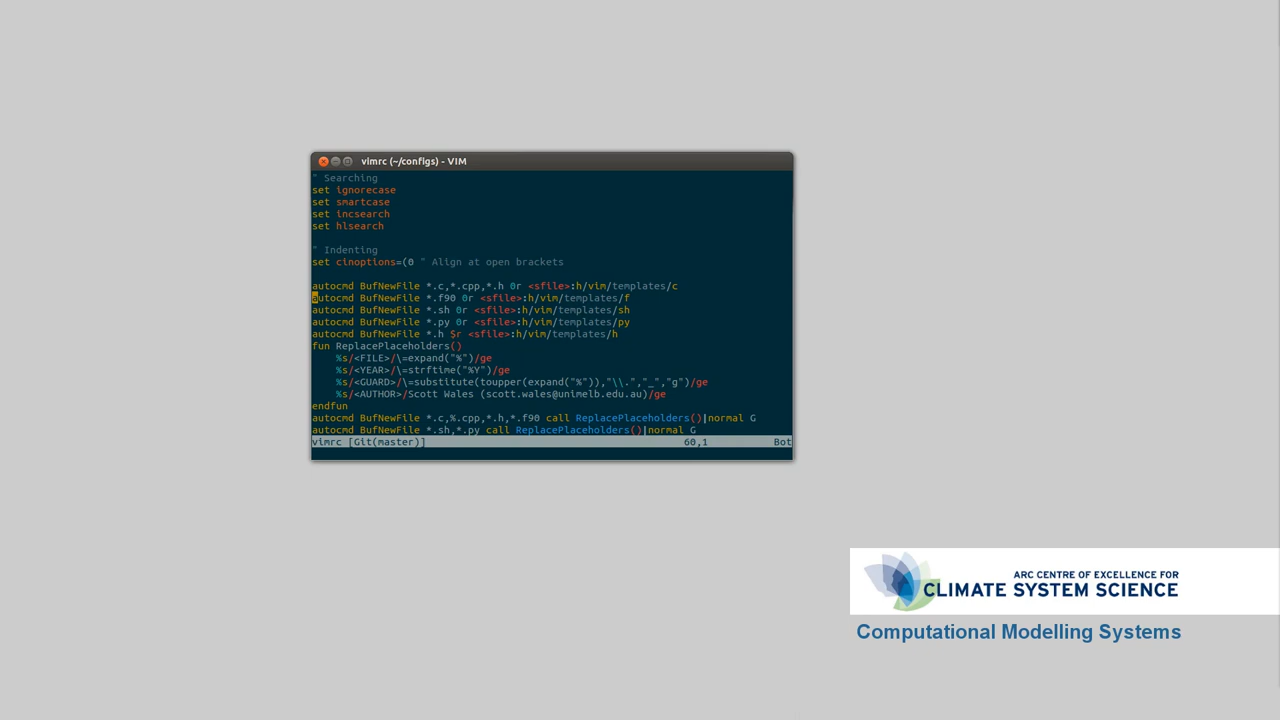 vimrc (~/configs) - VIM
" Searching
set ignorecase
set smartcase
set incsearch
set hlsearch
" Indenting
set cinoptions=(0 " Align at open brackets
autocmd BufNewFile *.c,*.cpp,*.h 0r <sfile>:h/vim/templates/c
autocmd BufNewFile *.f90 0r <sfile>:h/vim/templates/f
autocmd BufNewFile *.sh 0r <sfile>:h/vim/templates/sh
autocmd BufNewFile *.py 0r <sfile>:h/vim/templates/py
autocmd BufNewFile *.h $r <sfile>:h/vim/templates/h
fun ReplacePlaceholders()
    %s/<FILE>/\=expand("%")/ge
    %s/<YEAR>/\=strftime("%Y")/ge
    %s/<GUARD>/\=substitute(toupper(expand("%")),"\\.","_","g")/ge
    %s/<AUTHOR>/Scott Wales (scott.wales@unimelb.edu.au)/ge
endfun
autocmd BufNewFile *.c,%.cpp,*.h,*.f90 call ReplacePlaceholders()|normal G
autocmd BufNewFile *.sh,*.py call ReplacePlaceholders()|normal G
vimrc [Git(master)] 60,1 Bot
ARC CENTRE OF EXCELLENCE FOR
CLIMATE SYSTEM SCIENCE
Computational Modelling Systems